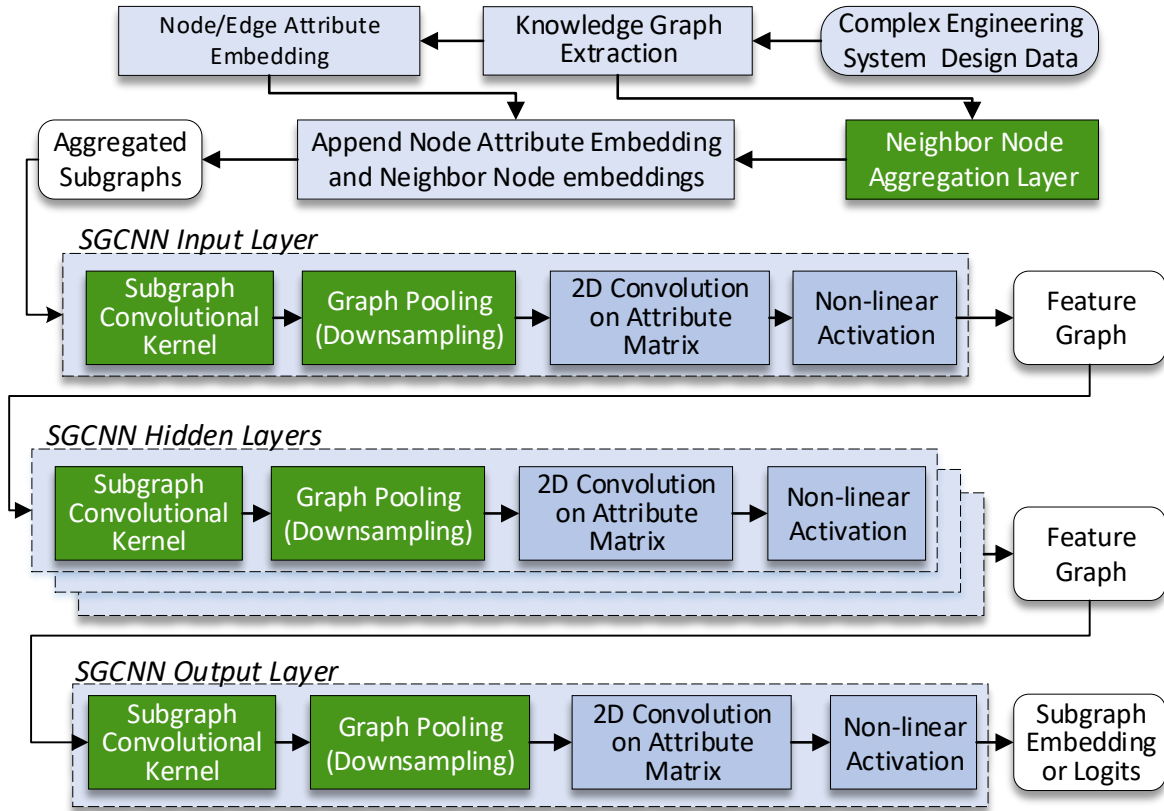 Node/Edge Attribute
Embedding
Knowledge Graph
Extraction
Complex Engineering
System Design Data
Aggregated
Subgraphs
Append Node Attribute Embedding
and Neighbor Node embeddings
Neighbor Node
Aggregation Layer
SGCNN Input Layer
Subgraph
Convolutional
Kernel
Graph Pooling
(Downsampling)
2D Convolution
on Attribute
Matrix
Non-linear
Activation
Feature
Graph
SGCNN Hidden Layers
Subgraph
Convolutional
Kernel
Graph Pooling
(Downsampling)
2D Convolution
on Attribute
Matrix
Non-linear
Activation
Feature
Graph
SGCNN Output Layer
Subgraph
Convolutional
Kernel
Graph Pooling
(Downsampling)
2D Convolution
on Attribute
Matrix
Non-linear
Activation
Subgraph
Embedding
or Logits